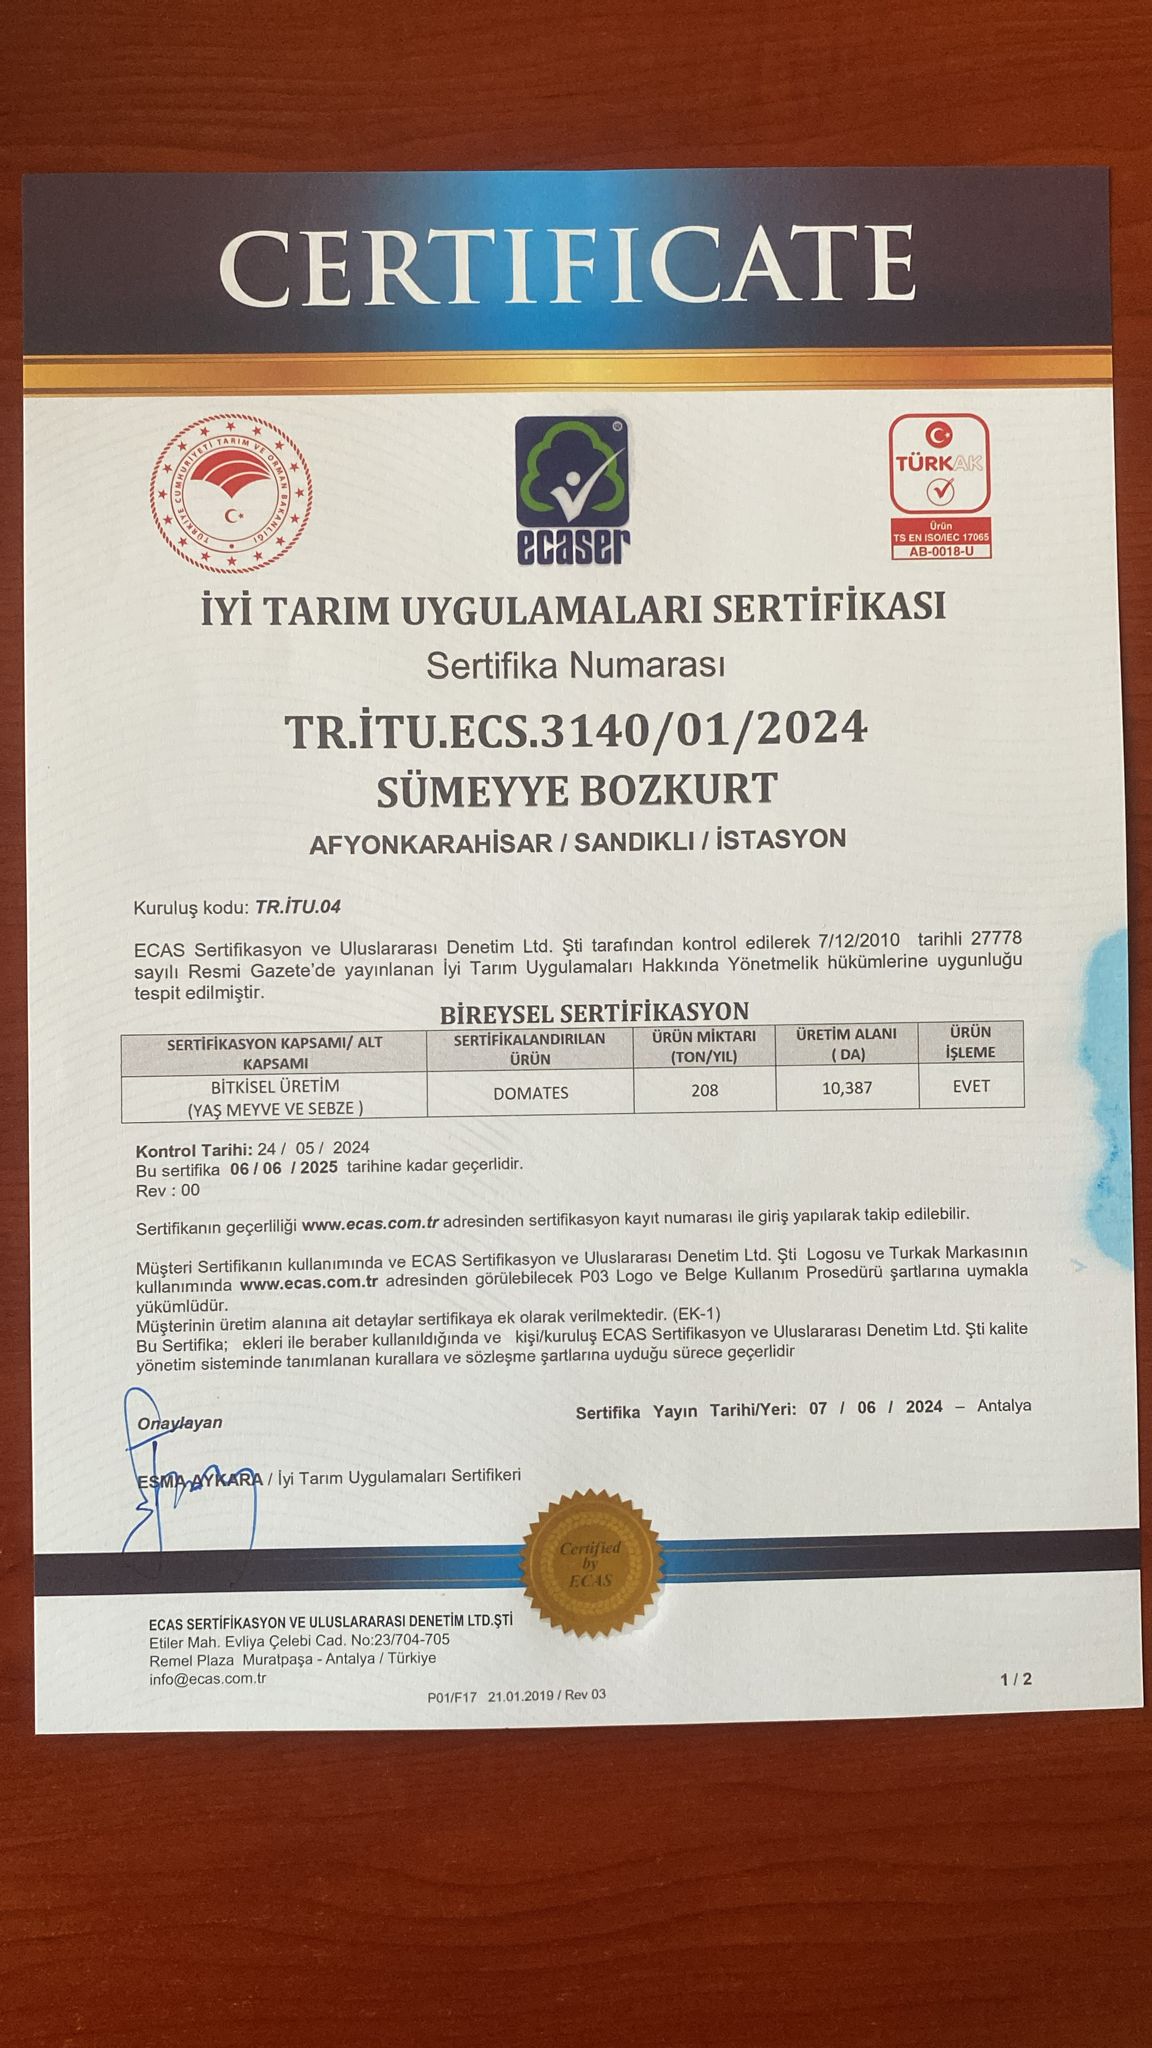 CERTIFICATE
TÜRKİYE CUMHURİYETİ TARIM VE ORMAN BAKANLIĞI
ecaser
TÜRKAK
Ürün
TS EN ISO/IEC 17065
AB-0018-U
İYİ TARIM UYGULAMALARI SERTİFİKASI
Sertifika Numarası
TR.İTU.ECS.3140/01/2024
SÜMEYYE BOZKURT
AFYONKARAHİSAR / SANDIKLI / İSTASYON
Kuruluş kodu: TR.İTU.04
ECAS Sertifikasyon ve Uluslararası Denetim Ltd. Şti tarafından kontrol edilerek 7/12/2010 tarihli 27778
sayılı Resmi Gazete'de yayınlanan İyi Tarım Uygulamaları Hakkında Yönetmelik hükümlerine uygunluğu
tespit edilmiştir.
BİREYSEL SERTİFİKASYON
SERTİFİKASYON KAPSAMI/ ALT KAPSAMI SERTİFİKALANDIRILAN ÜRÜN ÜRÜN MİKTARI (TON/YIL) ÜRETİM ALANI ( DA) ÜRÜN İŞLEME
BİTKİSEL ÜRETİM (YAŞ MEYVE VE SEBZE ) DOMATES 208 10,387 EVET
Kontrol Tarihi: 24 / 05 / 2024
Bu sertifika 06 / 06 / 2025 tarihine kadar geçerlidir.
Rev : 00
Sertifikanın geçerliliği www.ecas.com.tr adresinden sertifikasyon kayıt numarası ile giriş yapılarak takip edilebilir.
Müşteri Sertifikanın kullanımında ve ECAS Sertifikasyon ve Uluslararası Denetim Ltd. Şti Logosu ve Turkak Markasının
kullanımında www.ecas.com.tr adresinden görülebilecek P03 Logo ve Belge Kullanım Prosedürü şartlarına uymakla
yükümlüdür.
Müşterinin üretim alanına ait detaylar sertifikaya ek olarak verilmektedir. (EK-1)
Bu Sertifika; ekleri ile beraber kullanıldığında ve kişi/kuruluş ECAS Sertifikasyon ve Uluslararası Denetim Ltd. Şti kalite
yönetim sisteminde tanımlanan kurallara ve sözleşme şartlarına uyduğu sürece geçerlidir
Onaylayan
Sertifika Yayın Tarihi/Yeri: 07 / 06 / 2024 – Antalya
ESMA AYKARA / İyi Tarım Uygulamaları Sertifikeri
Certified
by
ECAS
ECAS SERTİFİKASYON VE ULUSLARARASI DENETİM LTD.ŞTİ
Etiler Mah. Evliya Çelebi Cad. No:23/704-705
Remel Plaza Muratpaşa - Antalya / Türkiye
info@ecas.com.tr
1 / 2
P01/F17 21.01.2019 / Rev 03